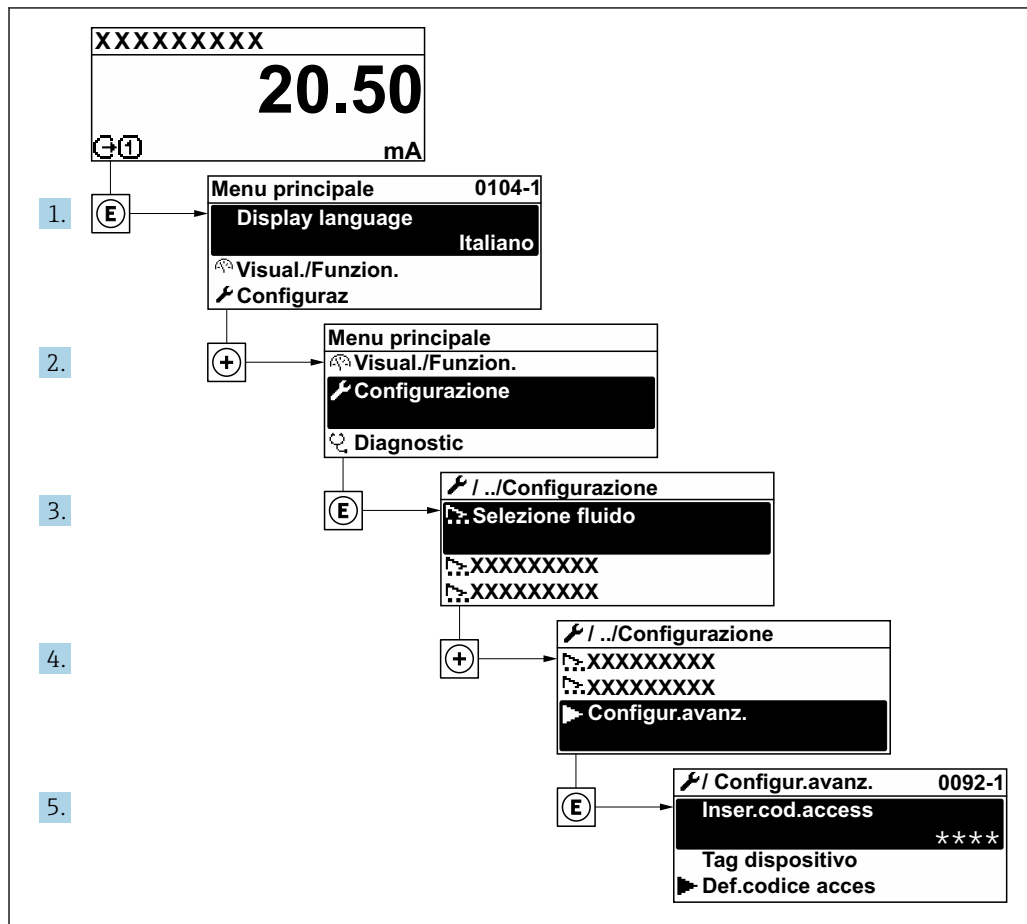 XXXXXXXXX
20.50
1
mA
1.
E
Menu principale 0104-1
Display language
Italiano
Visual./Funzion.
Configuraz
2.
+
Menu principale
Visual./Funzion.
Configurazione
Diagnostic
3.
E
/ ../Configurazione
Selezione fluido
XXXXXXXXX
XXXXXXXXX
4.
+
/ ../Configurazione
XXXXXXXXX
XXXXXXXXX
Configur.avanz.
5.
E
/ Configur.avanz. 0092-1
Inser.cod.access
****
Tag dispositivo
Def.codice acces